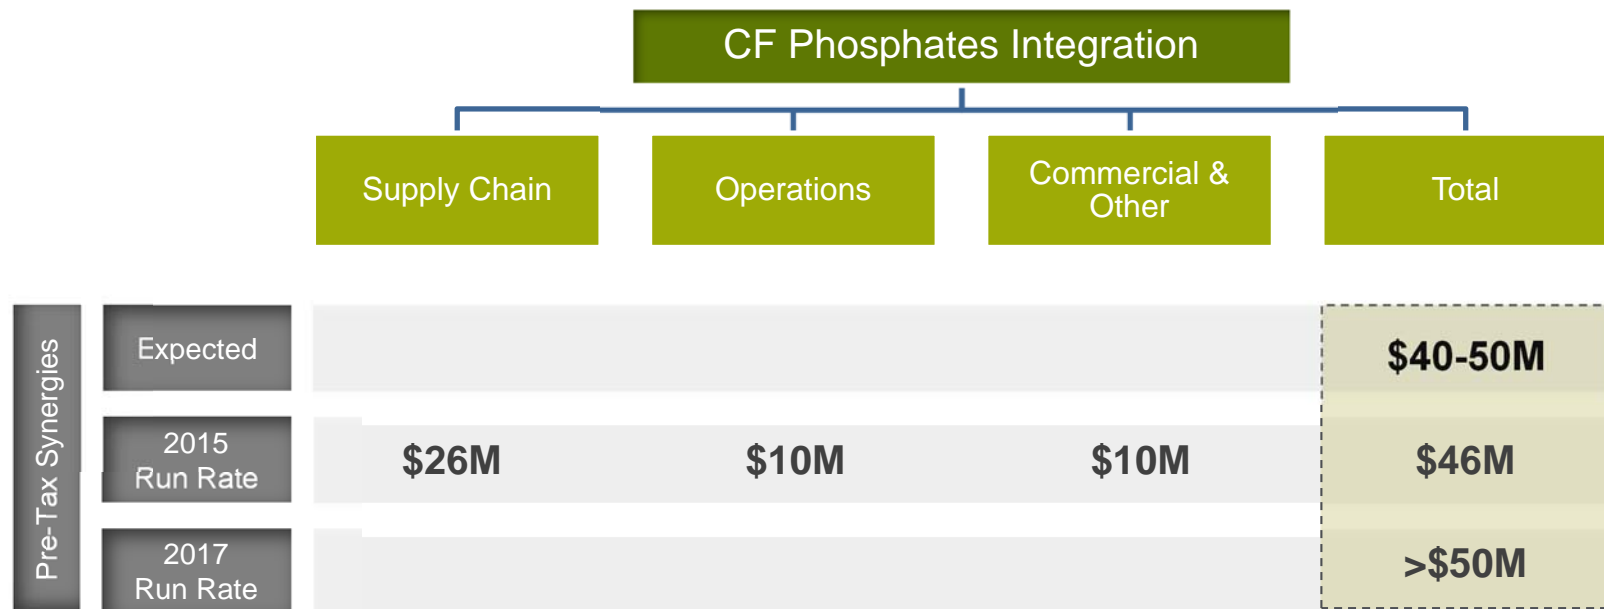 CF Phosphates Integration
Supply Chain
Operations
Commercial &
Other
Total
Pre-Tax Synergies
Expected
$40-50M
2015
Run Rate
$26M
$10M
$10M
$46M
2017
Run Rate
>$50M